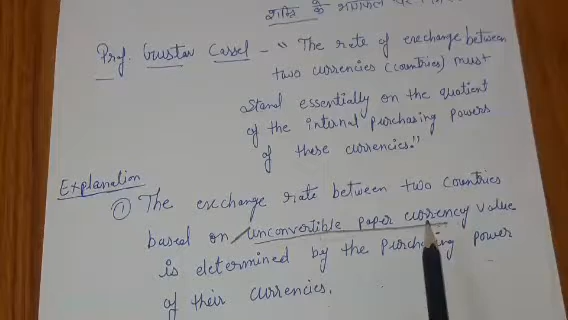 शक्ति के
Prof. Gustav Cassel - "The rate of exchange between
two currencies (countries) must
stand essentially on the quotient
of the internal purchasing powers
of these currencies."
Explanation
① The exchange rate between two countries
based on unconvertible paper currency value
is determined by the purchasing power
of their currencies.